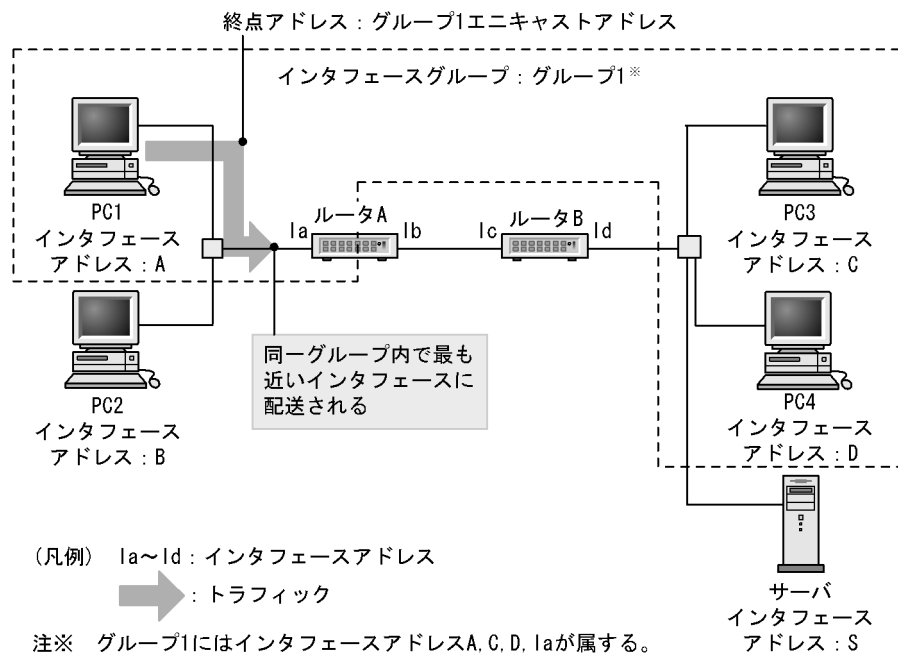 終点アドレス：グループ1エニキャストアドレス
インタフェースグループ：グループ1※
PC1
インタフェース
アドレス：A
PC2
インタフェース
アドレス：B
Ia
ルータA
Ib
Ic
ルータB
Id
同一グループ内で最も
近いインタフェースに
配送される
PC3
インタフェース
アドレス：C
PC4
インタフェース
アドレス：D
サーバ
インタフェース
アドレス：S
(凡例) Ia～Id：インタフェースアドレス
：トラフィック
注※ グループ1にはインタフェースアドレスA,C,D,Iaが属する。